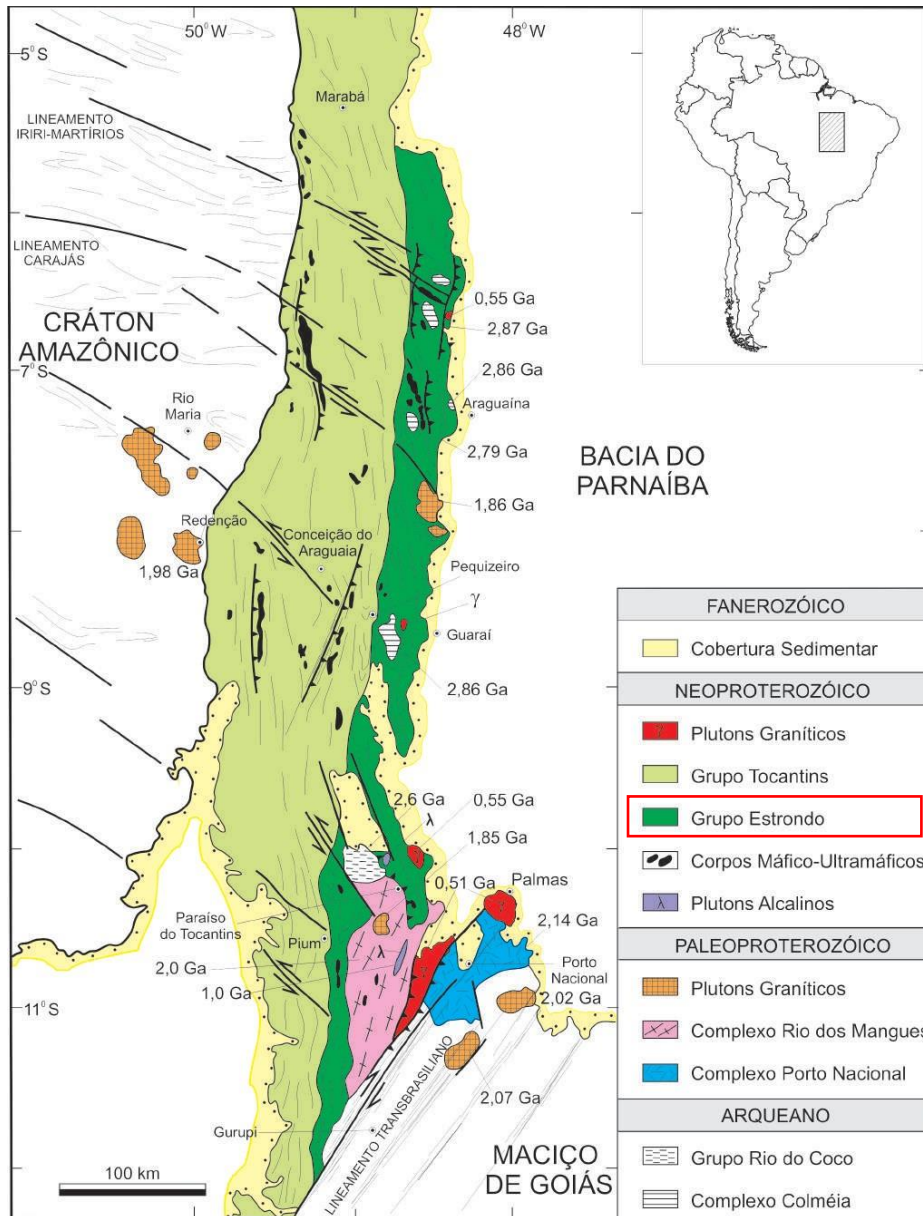 50°W
48°W
5°S
Marabá
LINEAMENTO
IRIRI-MARTÍRIOS
LINEAMENTO
CARAJÁS
CRÁTON
AMAZÔNICO
0,55 Ga
2,87 Ga
2,86 Ga
7°S
Rio
Maria
Araguaína
2,79 Ga
BACIA DO
PARNAÍBA
1,86 Ga
Redenção
Conceição do
Araguaia
1,98 Ga
Pequizeiro
γ
Guaraí
2,86 Ga
9°S
2,6 Ga
λ
0,55 Ga
1,85 Ga
0,51 Ga
Palmas
2,14 Ga
Paraíso
do Tocantins
Pium
λ
Porto
Nacional
2,0 Ga
1,0 Ga
2,02 Ga
11°S
2,07 Ga
Gurupi
LINEAMENTO TRANSBRASILIANO
MACIÇO
DE GOIÁS
100 km
FANEROZÓICO
Cobertura Sedimentar
NEOPROTEROZÓICO
Plutons Graníticos
Grupo Tocantins
Grupo Estrondo
Corpos Máfico-Ultramáficos
λ Plutons Alcalinos
PALEOPROTEROZÓICO
Plutons Graníticos
Complexo Rio dos Mangues
Complexo Porto Nacional
ARQUEANO
Grupo Rio do Coco
Complexo Colméia